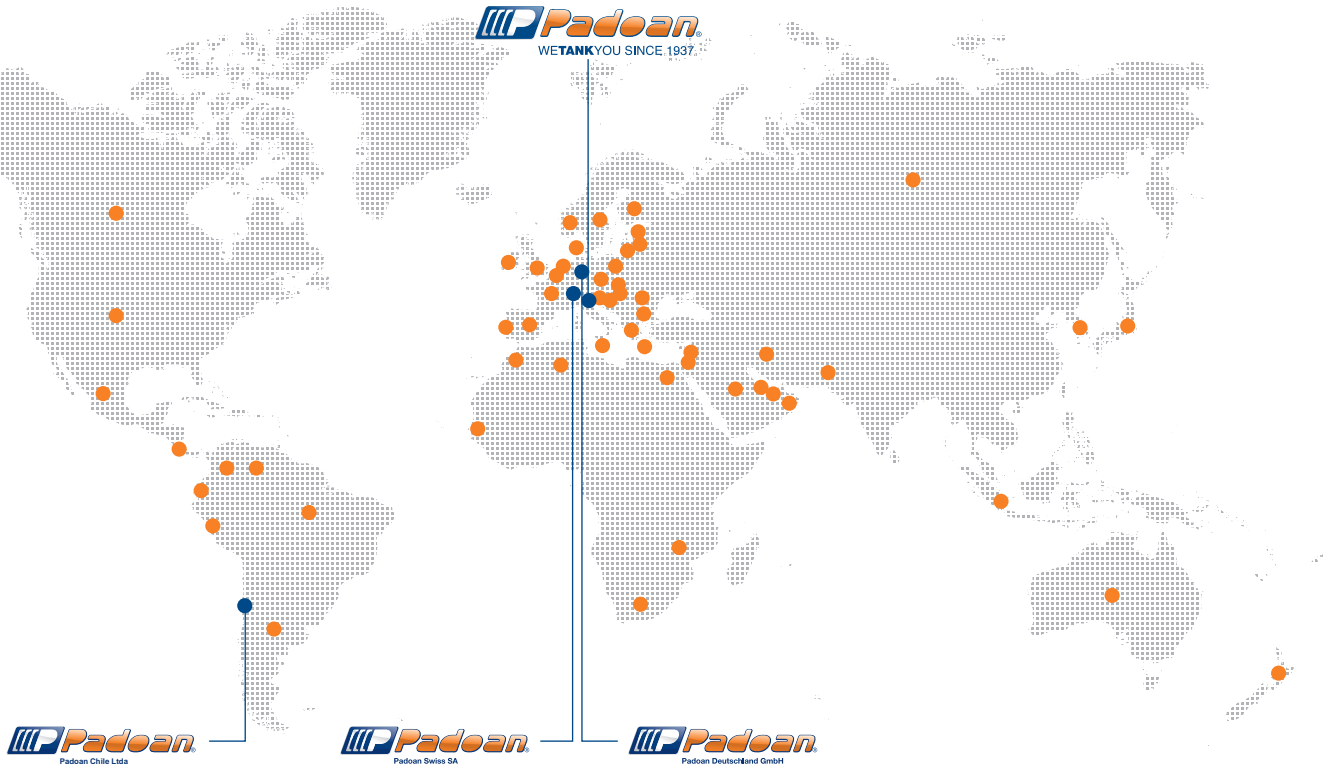 Padoan®
WETANKYOU SINCE 1937.
Padoan®
Padoan Chile Ltda
Padoan®
Padoan Swiss SA
Padoan®
Padoan Deutschland GmbH